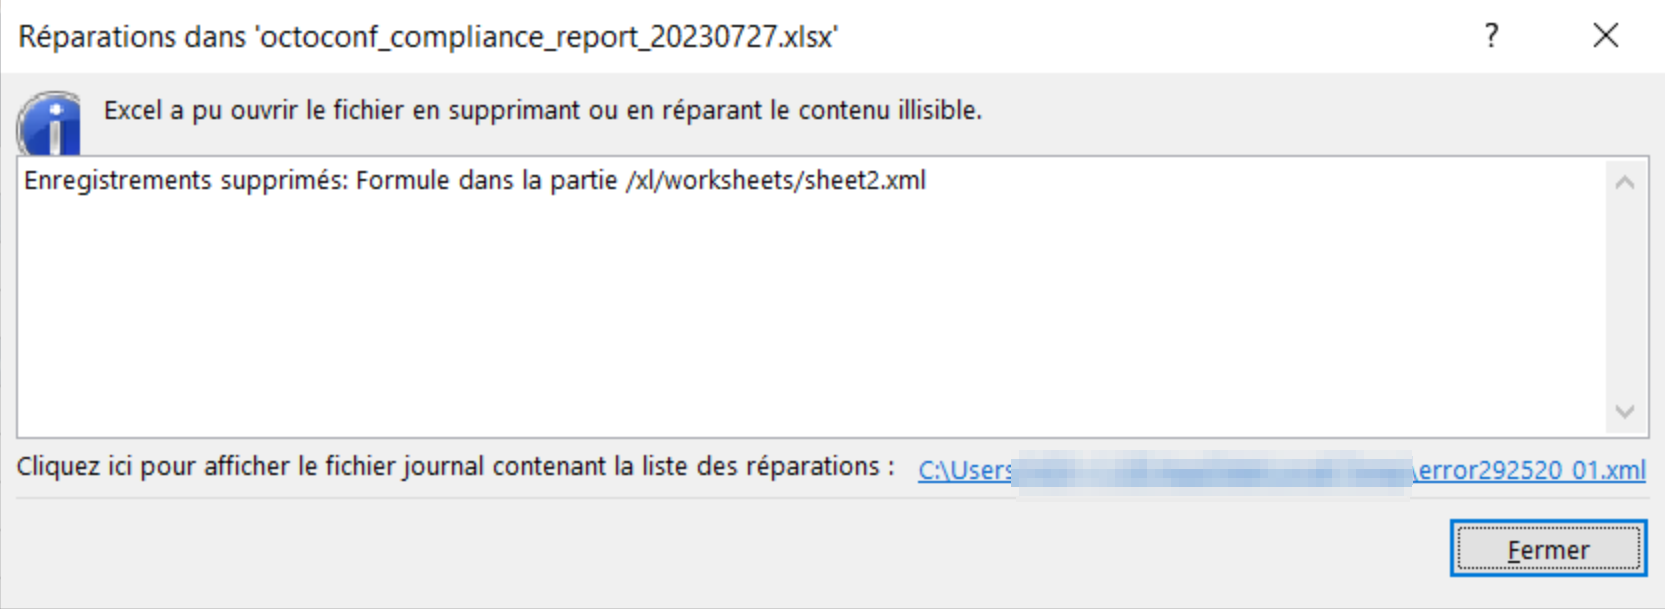 Réparations dans 'octoconf_compliance_report_20230727.xlsx'
?
Excel a pu ouvrir le fichier en supprimant ou en réparant le contenu illisible.
Enregistrements supprimés: Formule dans la partie /xl/worksheets/sheet2.xml
Cliquez ici pour afficher le fichier journal contenant la liste des réparations : C:\Users \error292520_01.xml
Fermer